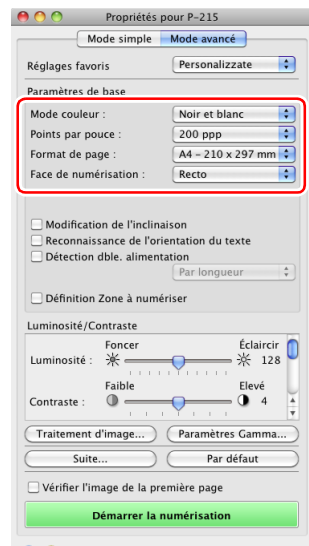 Propriétés pour P-215
Mode simple Mode avancé
Réglages favoris Personalizzate
Paramètres de base
Mode couleur : Noir et blanc
Points par pouce : 200 ppp
Format de page : A4 - 210 x 297 mm
Face de numérisation : Recto
Modification de l'inclinaison
Reconnaissance de l'orientation du texte
Détection dble. alimentation
Par longueur
Définition Zone à numériser
Luminosité/Contraste
Foncer Éclaircir
Luminosité : 128
Faible Elevé
Contraste : 4
Traitement d'image... Paramètres Gamma...
Suite... Par défaut
Vérifier l'image de la première page
Démarrer la numérisation